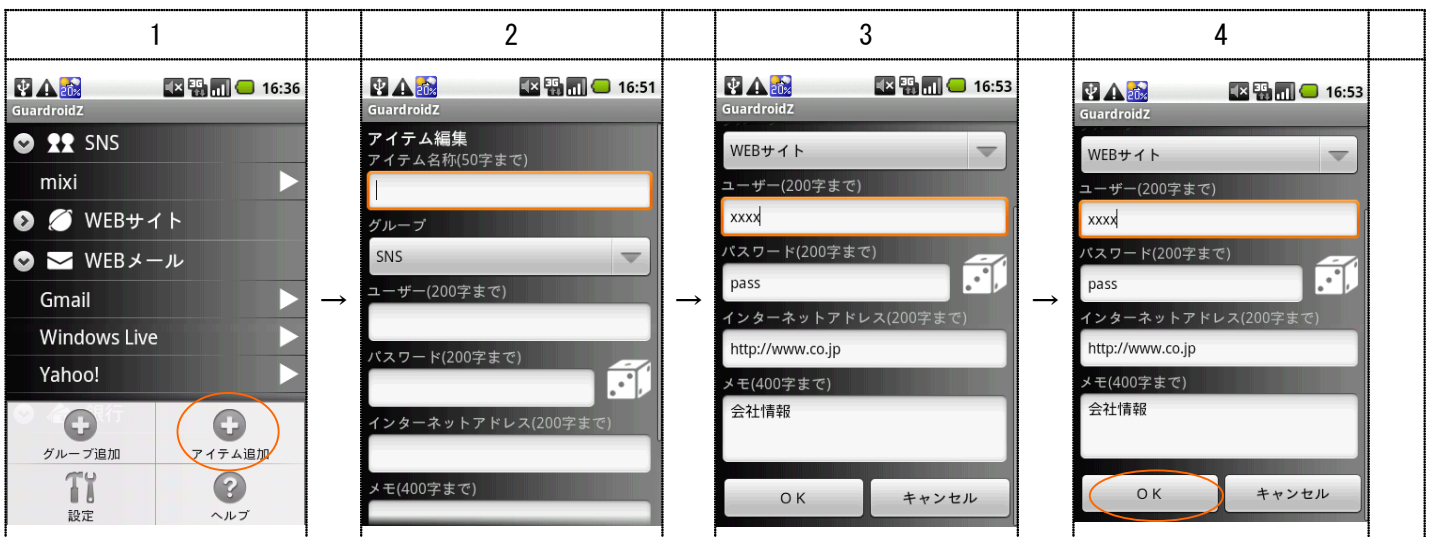 1
2
3
4
20%
3G
16:36
GuardroidZ
SNS
mixi
WEBサイト
WEBメール
Gmail
Windows Live
Yahoo!
銀行
グループ追加
アイテム追加
設定
ヘルプ
→
20%
3G
16:51
GuardroidZ
アイテム編集
アイテム名称(50字まで)
グループ
SNS
ユーザー(200字まで)
パスワード(200字まで)
インターネットアドレス(200字まで)
メモ(400字まで)
→
20%
3G
16:53
GuardroidZ
WEBサイト
ユーザー(200字まで)
xxxx
パスワード(200字まで)
pass
インターネットアドレス(200字まで)
http://www.co.jp
メモ(400字まで)
会社情報
OK
キャンセル
→
20%
3G
16:53
GuardroidZ
WEBサイト
ユーザー(200字まで)
xxxx
パスワード(200字まで)
pass
インターネットアドレス(200字まで)
http://www.co.jp
メモ(400字まで)
会社情報
OK
キャンセル